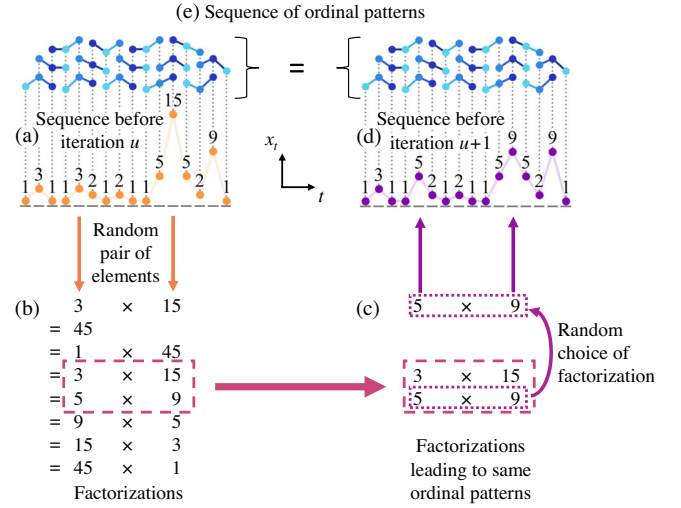 (e) Sequence of ordinal patterns
=
(a) Sequence before
iteration u
1 3 1 1 3 2 1 2 1 1 5 15 5 2 9 1
x_t
t
(d) Sequence before
iteration u+1
1 3 1 1 5 2 1 2 1 1 5 9 5 2 9 1
Random
pair of
elements
(b)
3 × 15
= 45
= 1 × 45
= 3 × 15
= 5 × 9
= 9 × 5
= 15 × 3
= 45 × 1
Factorizations
(c)
5 × 9
3 × 15
5 × 9
Random
choice of
factorization
Factorizations
leading to same
ordinal patterns